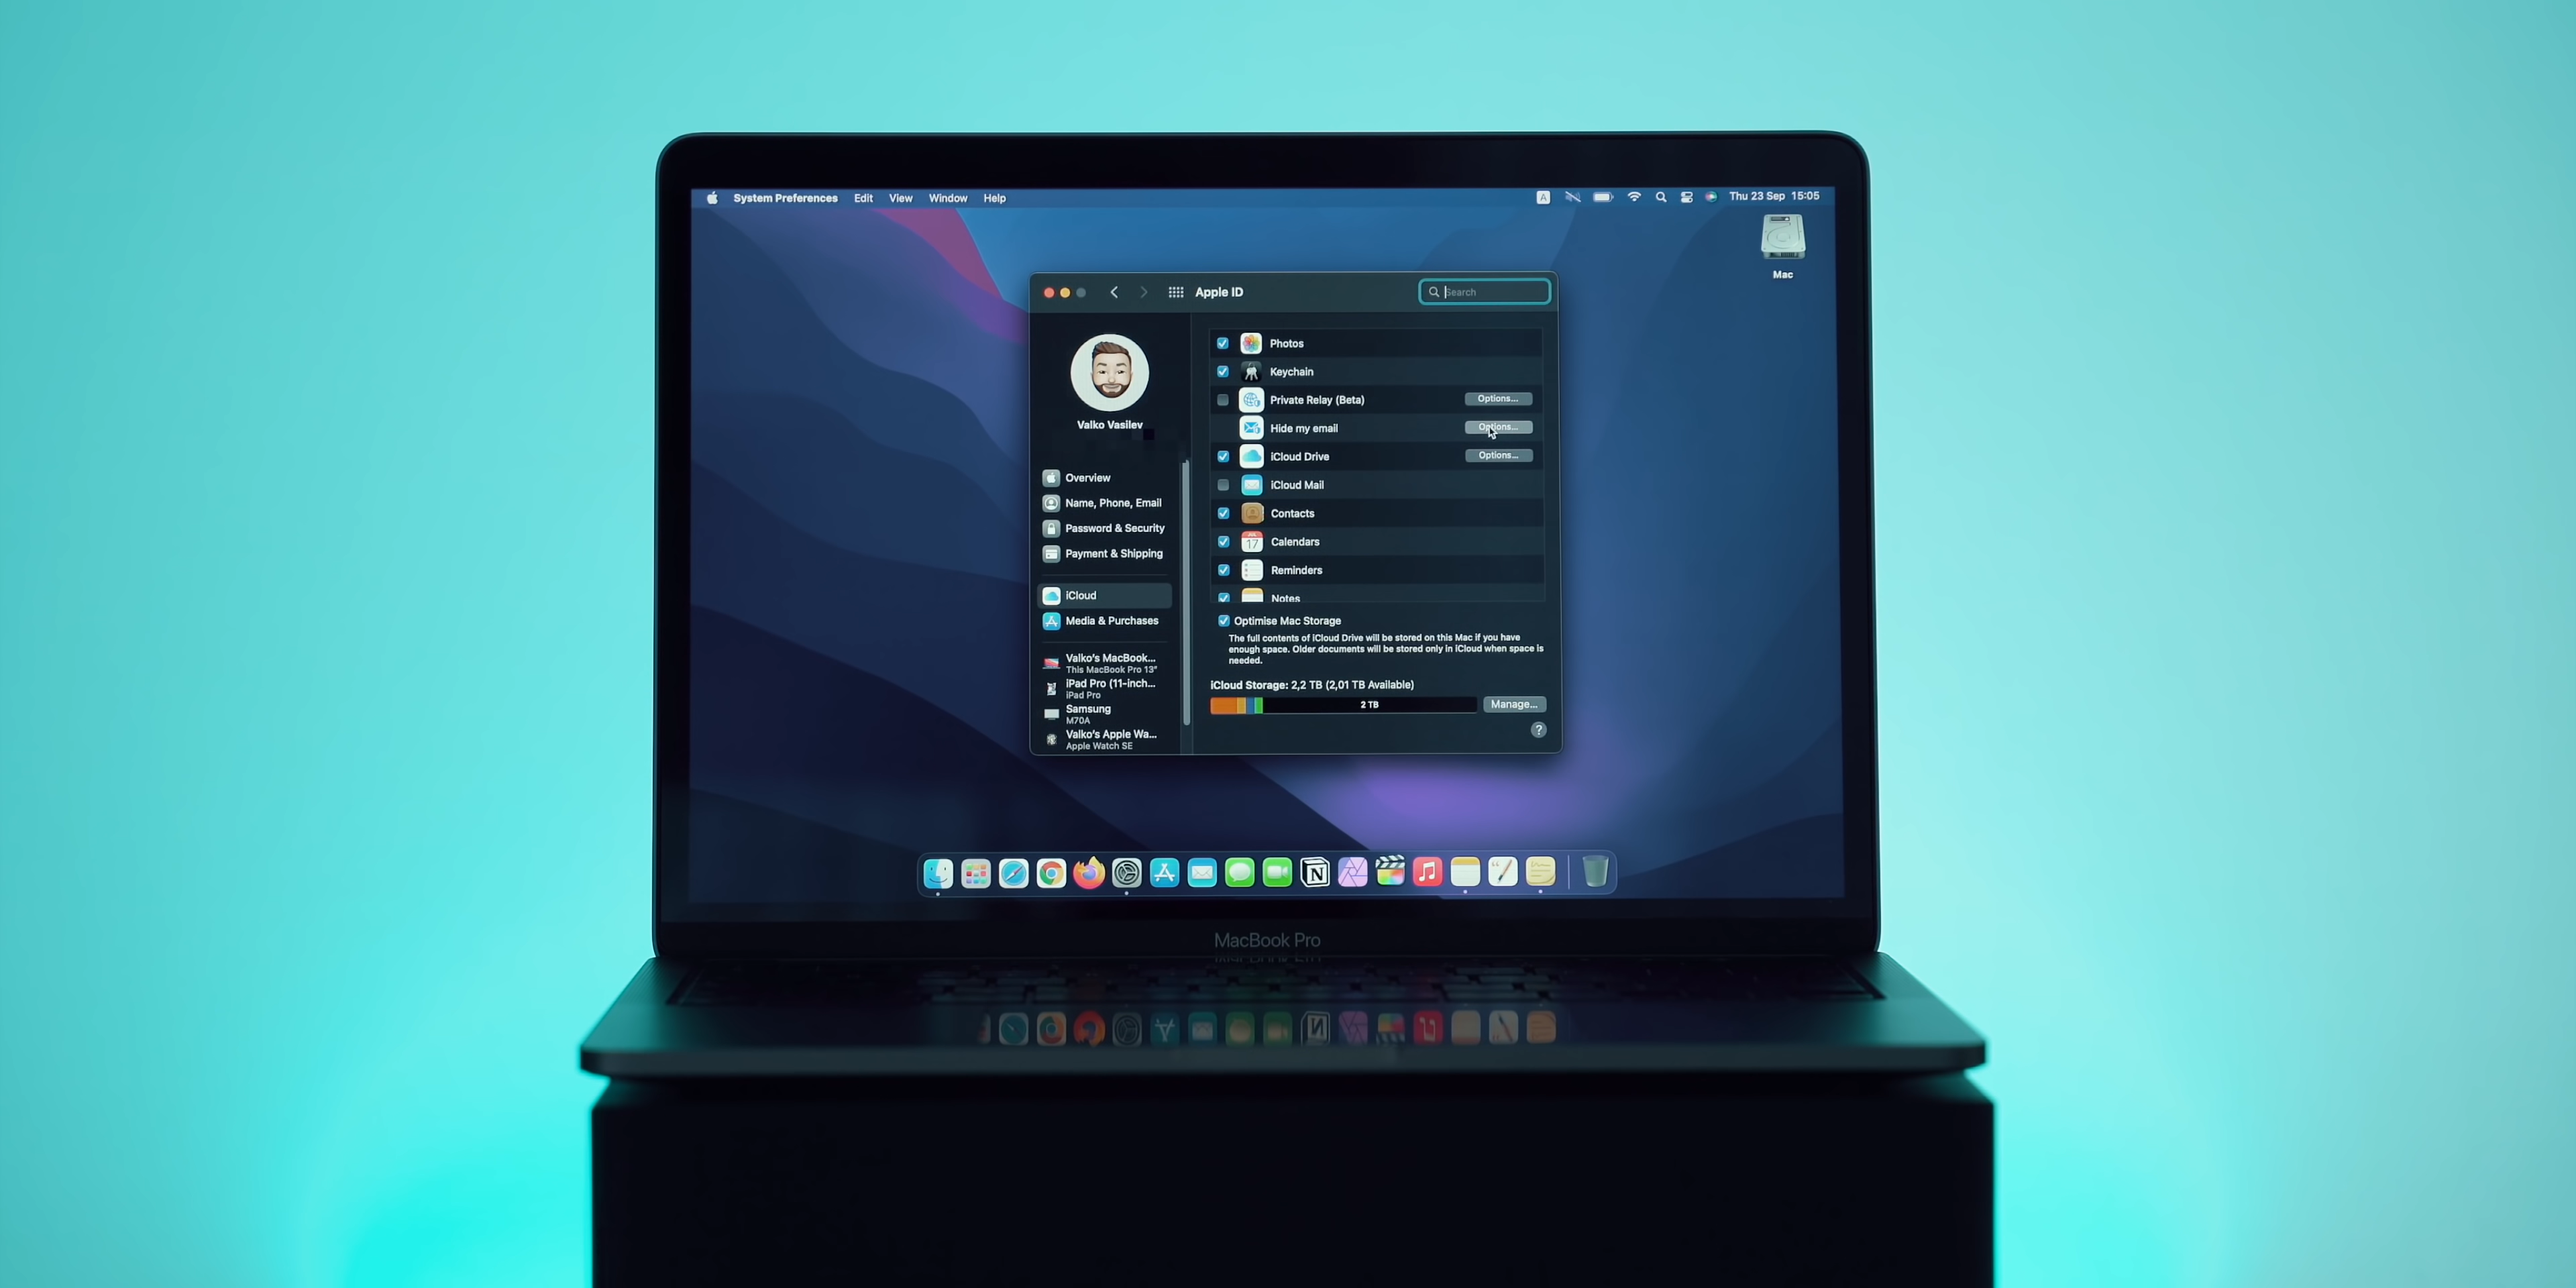 System Preferences Edit View Window Help
A
Thu 23 Sep 15:05
Mac
Apple ID
Search
Valko Vasilev
Overview
Name, Phone, Email
Password & Security
Payment & Shipping
iCloud
Media & Purchases
Valko's MacBook...
This MacBook Pro 13"
iPad Pro (11-inch...
iPad Pro
Samsung
M70A
Valko's Apple Wa...
Apple Watch SE
Photos
Keychain
Private Relay (Beta) Options...
Hide my email Options...
iCloud Drive Options...
iCloud Mail
Contacts
17
Calendars
Reminders
Notes
Optimise Mac Storage
The full contents of iCloud Drive will be stored on this Mac if you have
enough space. Older documents will be stored only in iCloud when space is
needed.
iCloud Storage: 2,2 TB (2,01 TB Available)
2 TB
Manage...
?
N
MacBook Pro